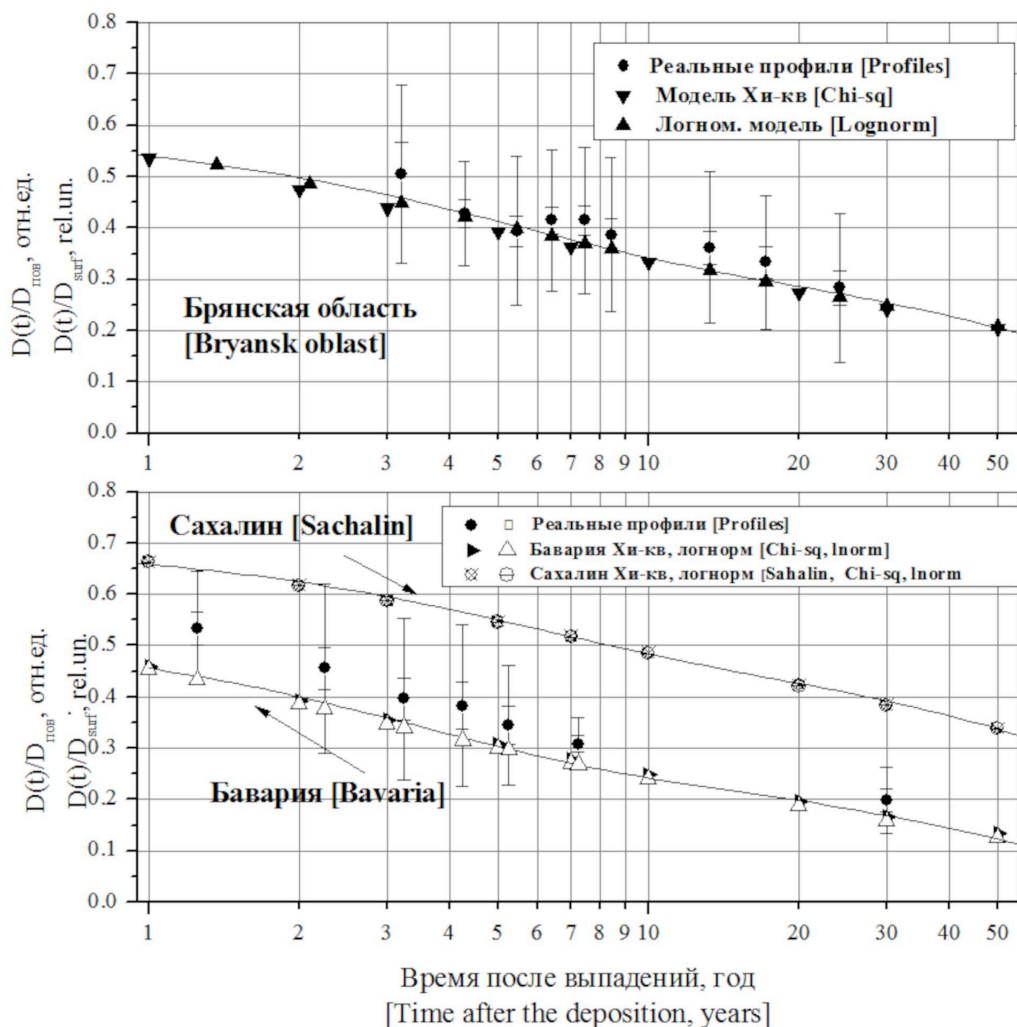 0.8
0.7
0.6
0.5
0.4
0.3
0.2
0.1
0.0
D(t)/Dпов, отн.ед.
D(t)/Dsurf, rel.un.
Реальные профили [Profiles]
Модель Хи-кв [Chi-sq]
Логном. модель [Lognorm]
Брянская область
[Bryansk oblast]
1 2 3 4 5 6 7 8 9 10 20 30 50
0.8
0.7
0.6
0.5
0.4
0.3
0.2
0.1
0.0
D(t)/Dпов, отн.ед.
D(t)/Dsurf, rel.un.
Сахалин [Sachalin]
Реальные профили [Profiles]
Бавария Хи-кв, логнорм [Chi-sq, lnorm]
Сахалин Хи-кв, логнорм [Sahalin, Chi-sq, lnorm
Бавария [Bavaria]
1 2 3 4 5 6 7 8 9 10 20 30 50
Время после выпадений, год
[Time after the deposition, years]